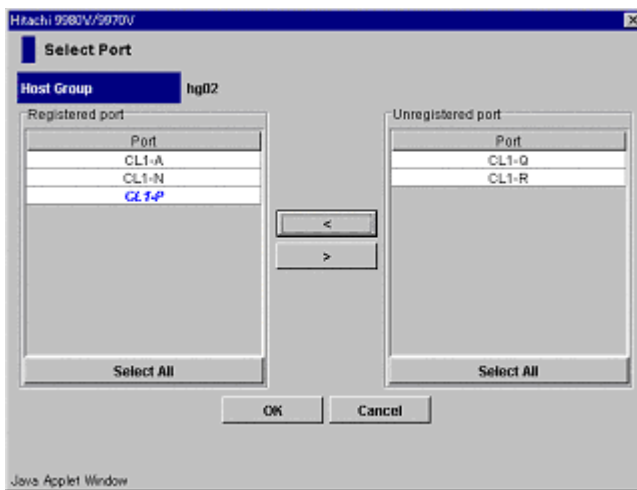 Hitachi 9980V/9970V
Select Port
Host Group hg02
Registered port
Port
CL1-A
CL1-N
CL1-P
Select All
<
>
Unregistered port
Port
CL1-Q
CL1-R
Select All
OK Cancel
Java Applet Window